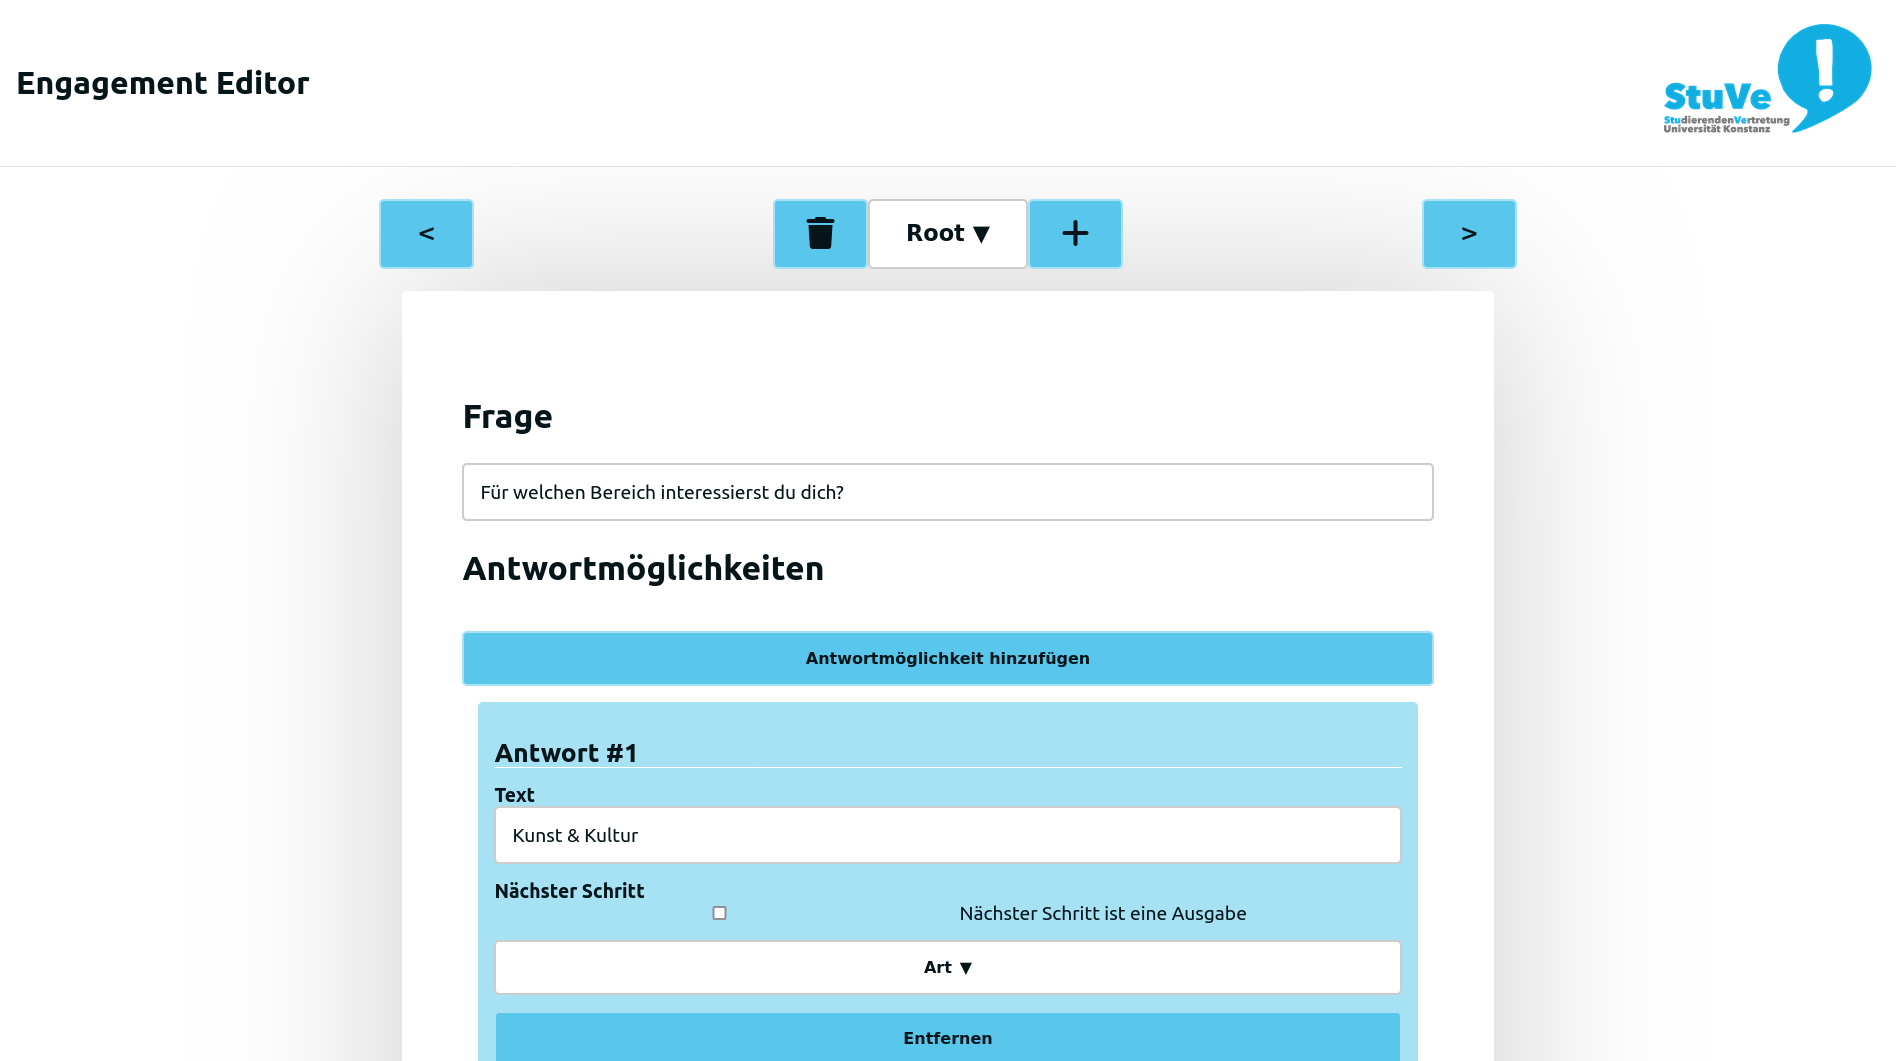 Engagement Editor
StuVe
StudierendenVertretung
Universität Konstanz
<
Root ▼
>
Frage
Für welchen Bereich interessierst du dich?
Antwortmöglichkeiten
Antwortmöglichkeit hinzufügen
Antwort #1
Text
Kunst & Kultur
Nächster Schritt
Nächster Schritt ist eine Ausgabe
Art ▼
Entfernen